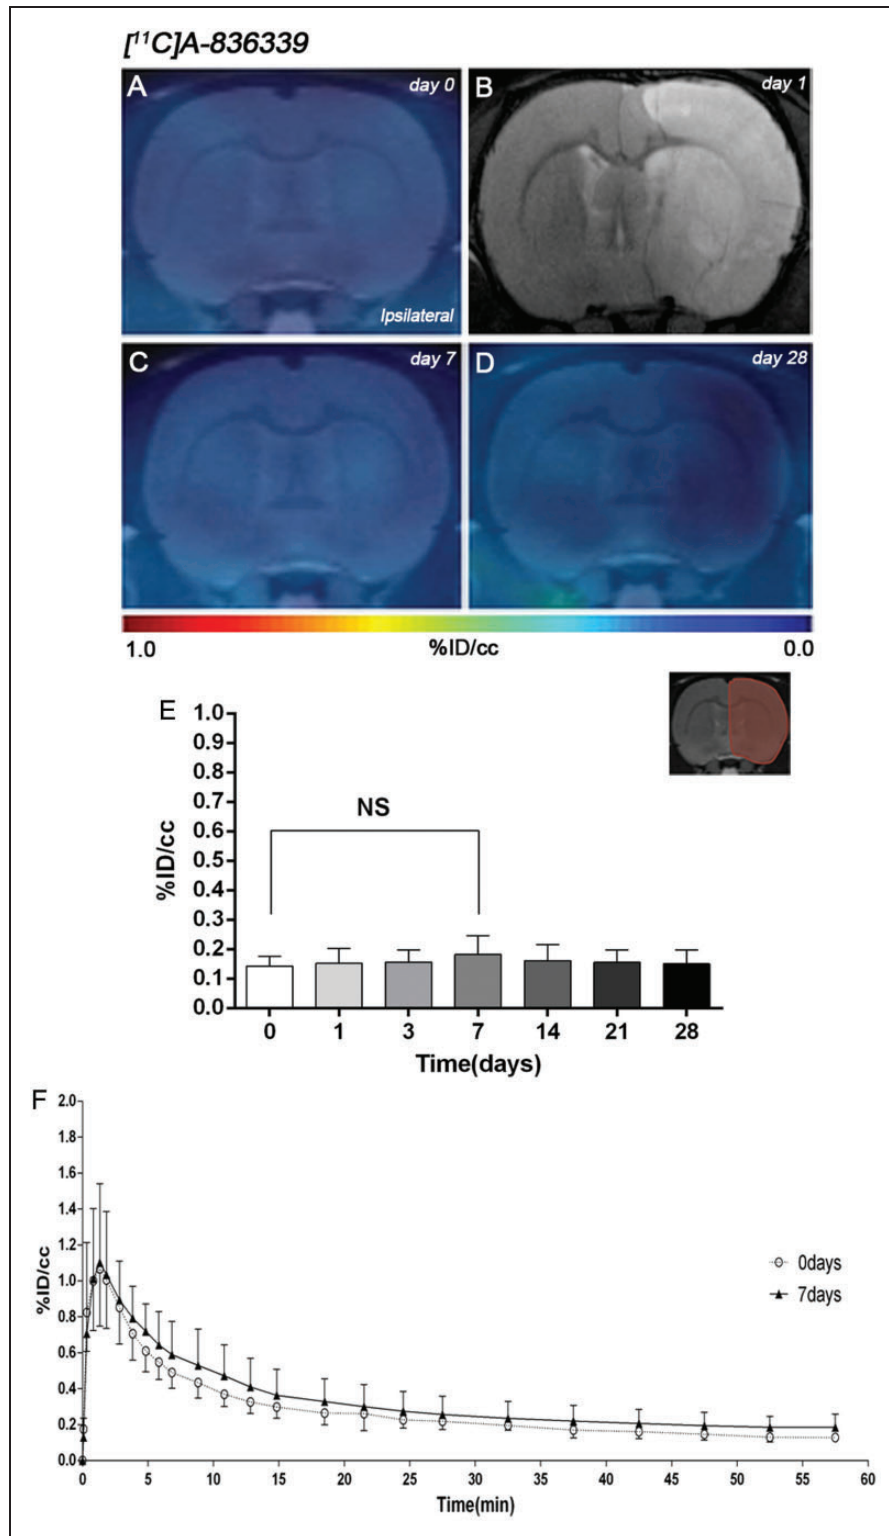 [¹¹C]A-836339
A
day 0
Ipsilateral
B
day 1
C
day 7
D
day 28
1.0
%ID/cc
0.0
E
1.0
0.9
0.8
0.7
0.6
0.5
0.4
0.3
0.2
0.1
0.0
%ID/cc
NS
0 1 3 7 14 21 28
Time(days)
F
2.0
1.8
1.6
1.4
1.2
1.0
0.8
0.6
0.4
0.2
0.0
%ID/cc
0days
7days
0 5 10 15 20 25 30 35 40 45 50 55 60
Time(min)